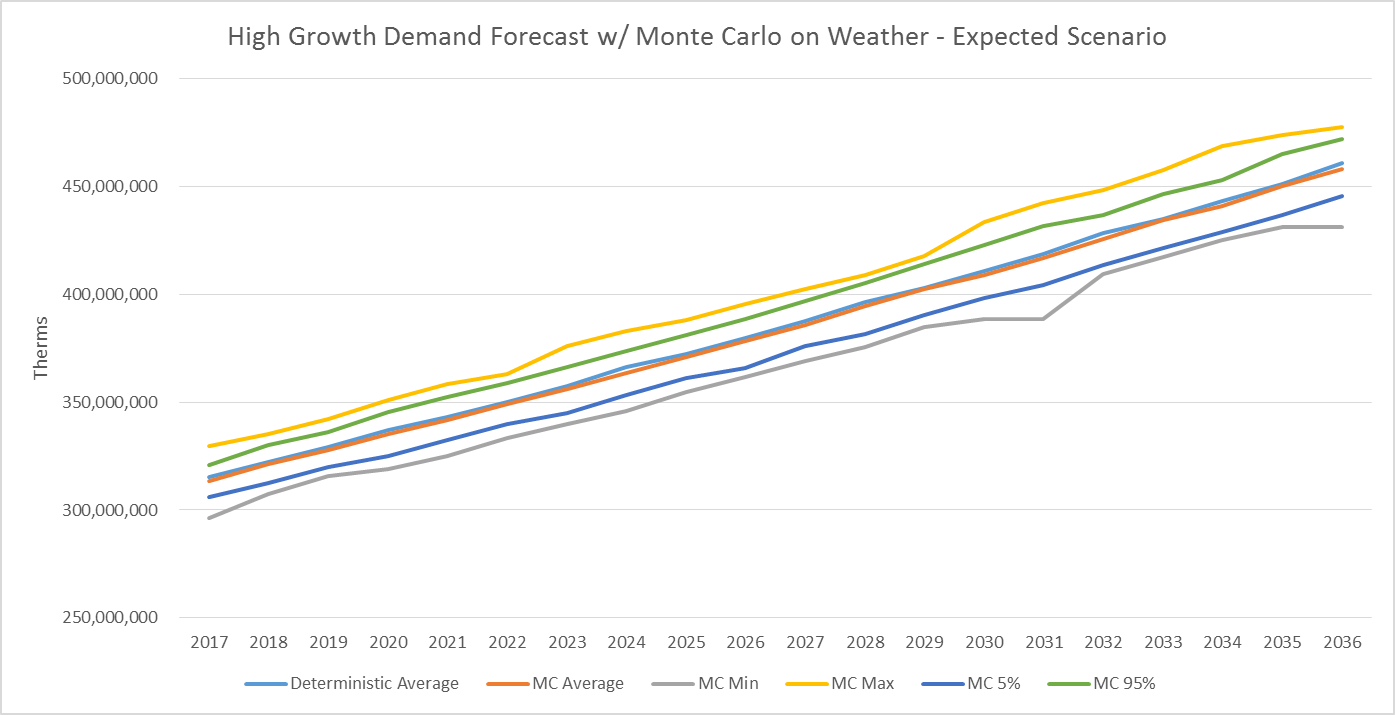 High Growth Demand Forecast w/ Monte Carlo on Weather - Expected Scenario
500,000,000
450,000,000
400,000,000
350,000,000
300,000,000
250,000,000
Therms
2017 2018 2019 2020 2021 2022 2023 2024 2025 2026 2027 2028 2029 2030 2031 2032 2033 2034 2035 2036
Deterministic Average MC Average MC Min MC Max MC 5% MC 95%